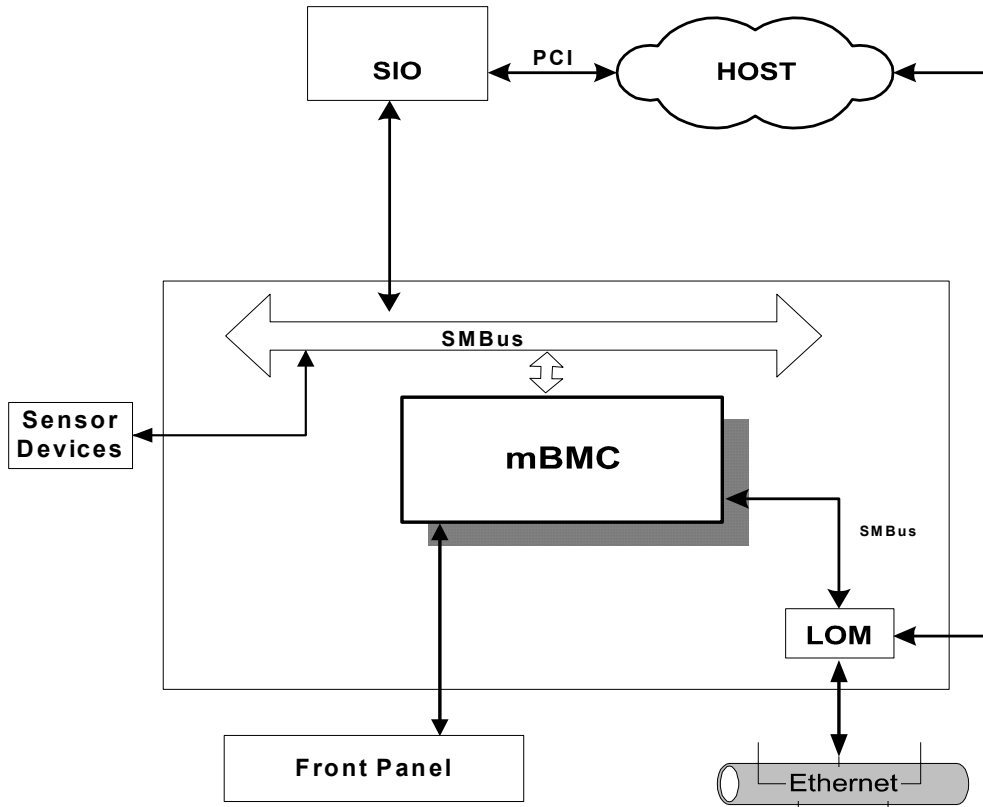 SIO
PCI
HOST
SMBus
Sensor
Devices
mBMC
SMBus
LOM
Front Panel
Ethernet